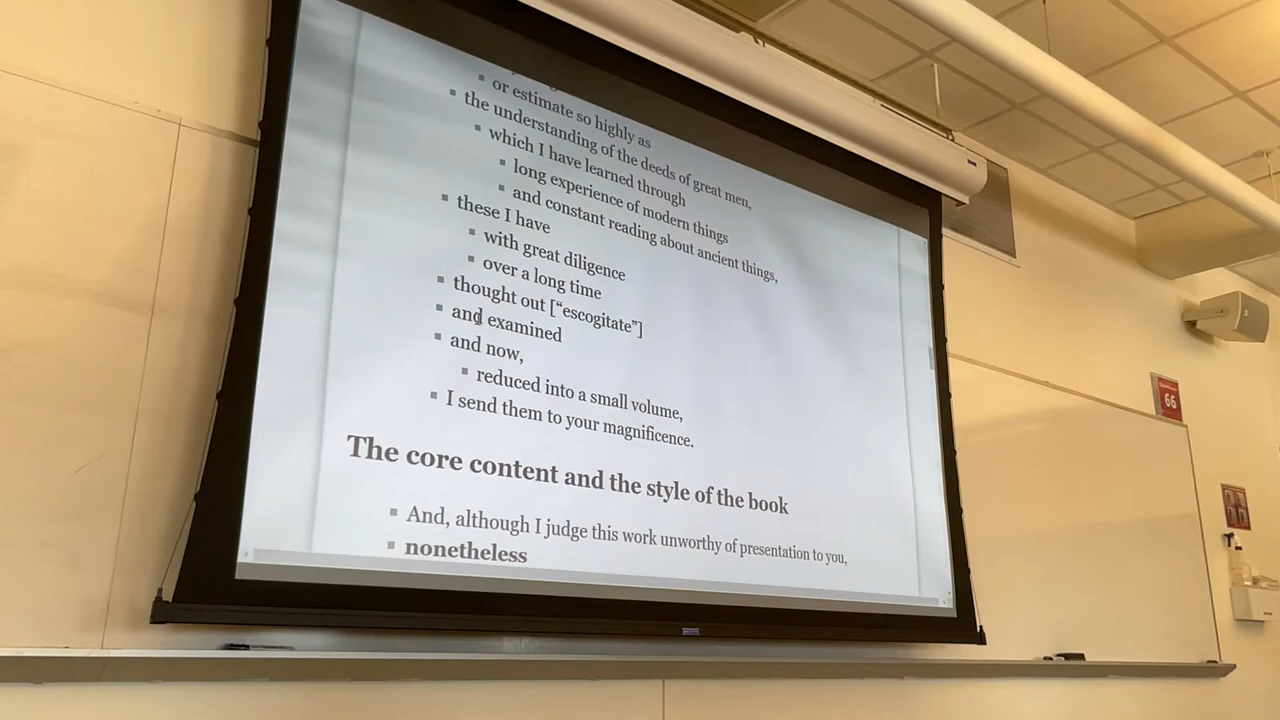 or estimate so highly as
the understanding of the deeds of great men,
which I have learned through
long experience of modern things
and constant reading about ancient things,
these I have
with great diligence
over a long time
thought out [“escogitate”]
and examined
and now,
reduced into a small volume,
I send them to your magnificence.
The core content and the style of the book
And, although I judge this work unworthy of presentation to you,
nonetheless
66